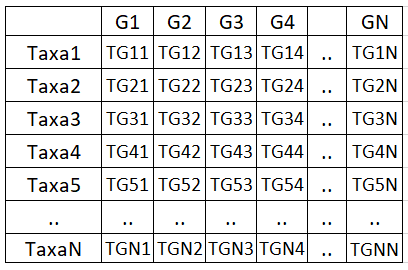 G1 G2 G3 G4 .. GN
Taxa1 TG11 TG12 TG13 TG14 .. TG1N
Taxa2 TG21 TG22 TG23 TG24 .. TG2N
Taxa3 TG31 TG32 TG33 TG34 .. TG3N
Taxa4 TG41 TG42 TG43 TG44 .. TG4N
Taxa5 TG51 TG52 TG53 TG54 .. TG5N
.. .. .. .. .. .. ..
TaxaN TGN1 TGN2 TGN3 TGN4 .. TGNN